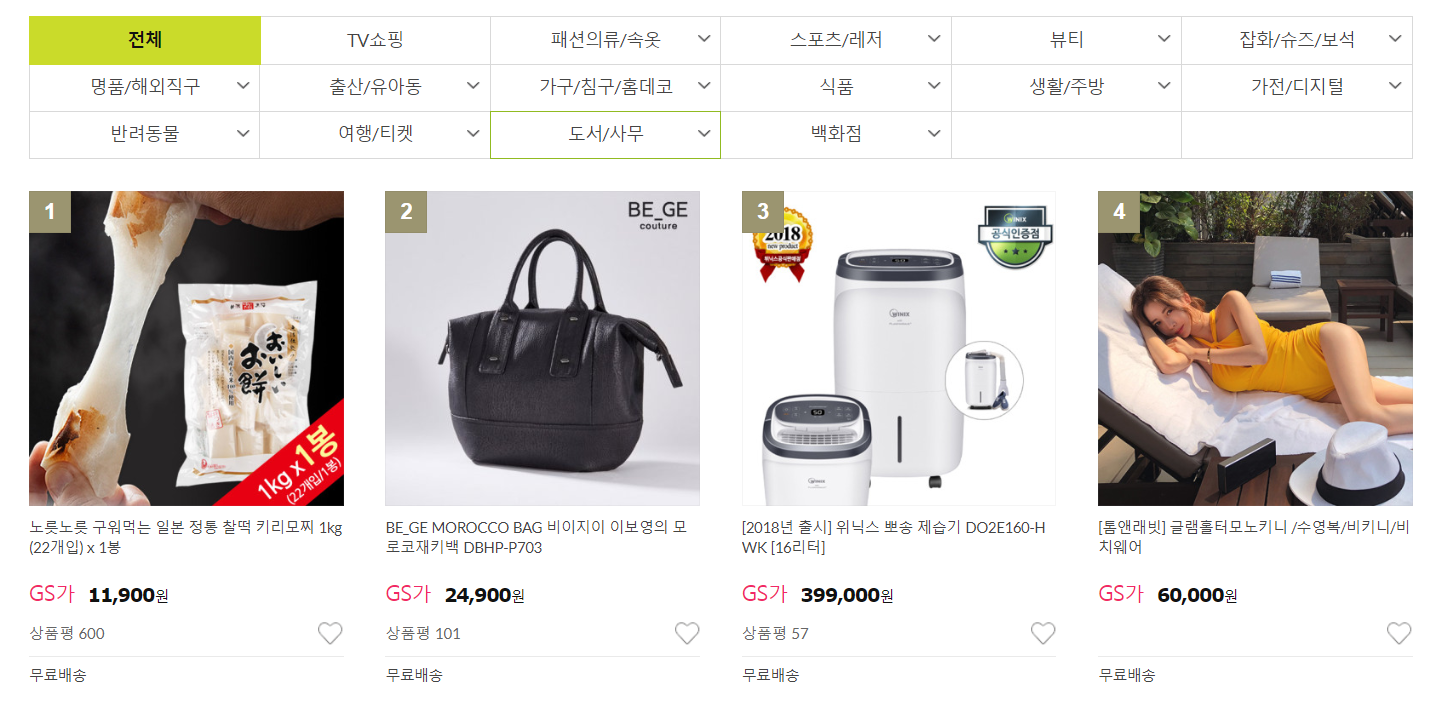 전체
TV쇼핑
패션의류/속옷
스포츠/레저
뷰티
잡화/슈즈/보석
명품/해외직구
출산/유아동
가구/침구/홈데코
식품
생활/주방
가전/디지털
반려동물
여행/티켓
도서/사무
백화점
1
おいしい
お餅
1kg x 1봉
(22개입/1봉)
노릇노릇 구워먹는 일본 정통 찰떡 키리모찌 1kg
(22개입) x 1봉
GS가 11,900원
상품평 600
무료배송
2
BE_GE
couture
BE_GE MOROCCO BAG 비이지이 이보영의 모
로코재키백 DBHP-P703
GS가 24,900원
상품평 101
무료배송
3
2018
new product
위닉스공식판매점
WINIX
공식인증점
WINIX
50
WINIX
[2018년 출시] 위닉스 뽀송 제습기 DO2E160-H
WK [16리터]
GS가 399,000원
상품평 57
무료배송
4
[톰앤래빗] 글램홀터모노키니 /수영복/비키니/비
치웨어
GS가 60,000원
무료배송